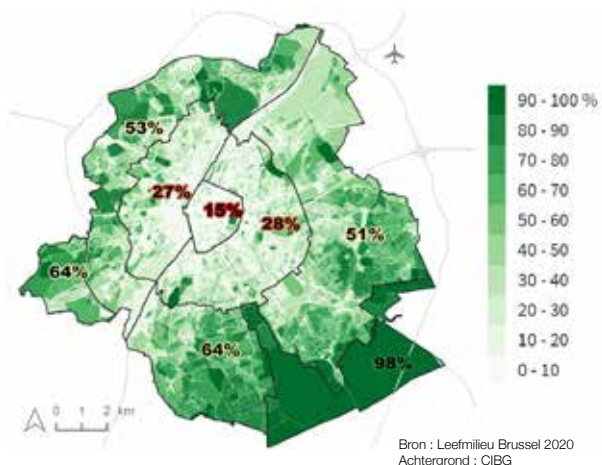 53%
27%
15%
28%
51%
64%
64%
98%
0 1 2 km
90 - 100 %
80 - 90
70 - 80
60 - 70
50 - 60
40 - 50
30 - 40
20 - 30
10 - 20
0 - 10
Bron : Leefmilieu Brussel 2020
Achtergrond : CIBG